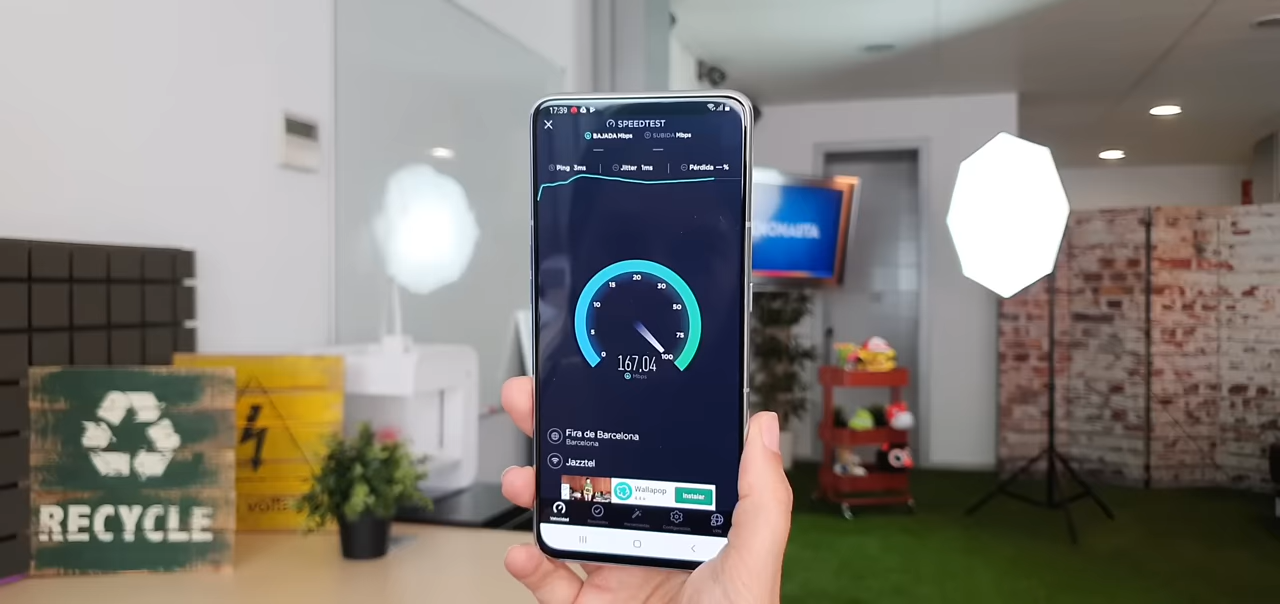 17:39
SPEEDTEST
BAJADA Mbps SUBIDA Mbps
Ping 3ms Jitter 1ms Pérdida —%
20
15 30
10 50
5 75
0 100
167,04
Mbps
Fira de Barcelona
Barcelona
Jazztel
Wallapop
Instalar
Velocidad
RECYCLE